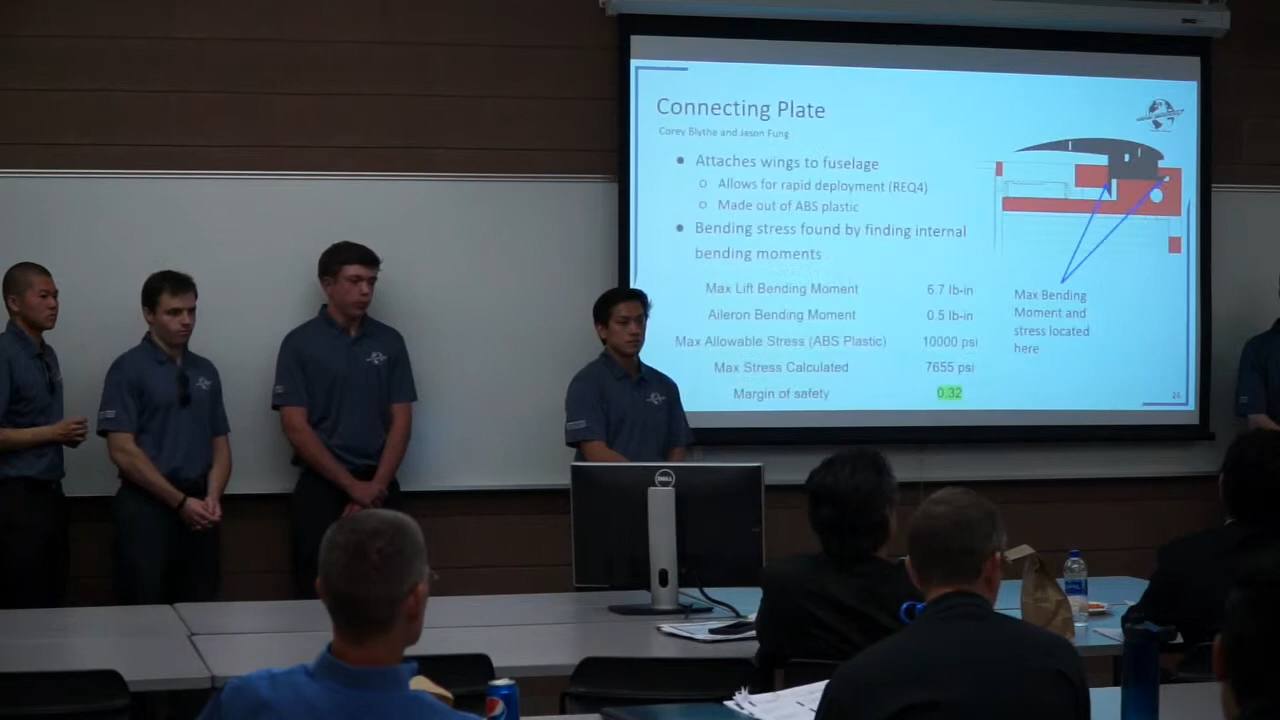 Connecting Plate
Corey Blythe and Jason Fung
Attaches wings to fuselage
Allows for rapid deployment (REQ4)
Made out of ABS plastic
Bending stress found by finding internal
bending moments
Max Lift Bending Moment 6.7 lb-in
Aileron Bending Moment 0.5 lb-in
Max Allowable Stress (ABS Plastic) 10000 psi
Max Stress Calculated 7655 psi
Margin of safety 0.32
Max Bending
Moment and
stress located
here
DELL